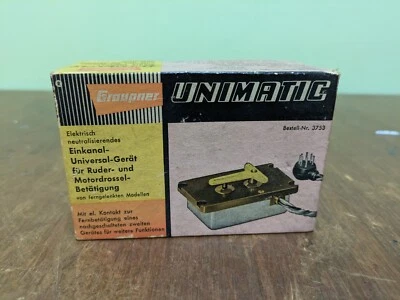 Graupner
UNIMATIC
Bestell-Nr. 3753
Elektrisch
neutralisierendes
Einkanal-
Universal-Gerät
für Ruder- und
Motordrossel-
Betätigung
von ferngelenkten Modellen
Mit el. Kontakt zur
Fernbetätigung eines
nachgeschalteten zweiten
Gerätes für weitere Funktionen